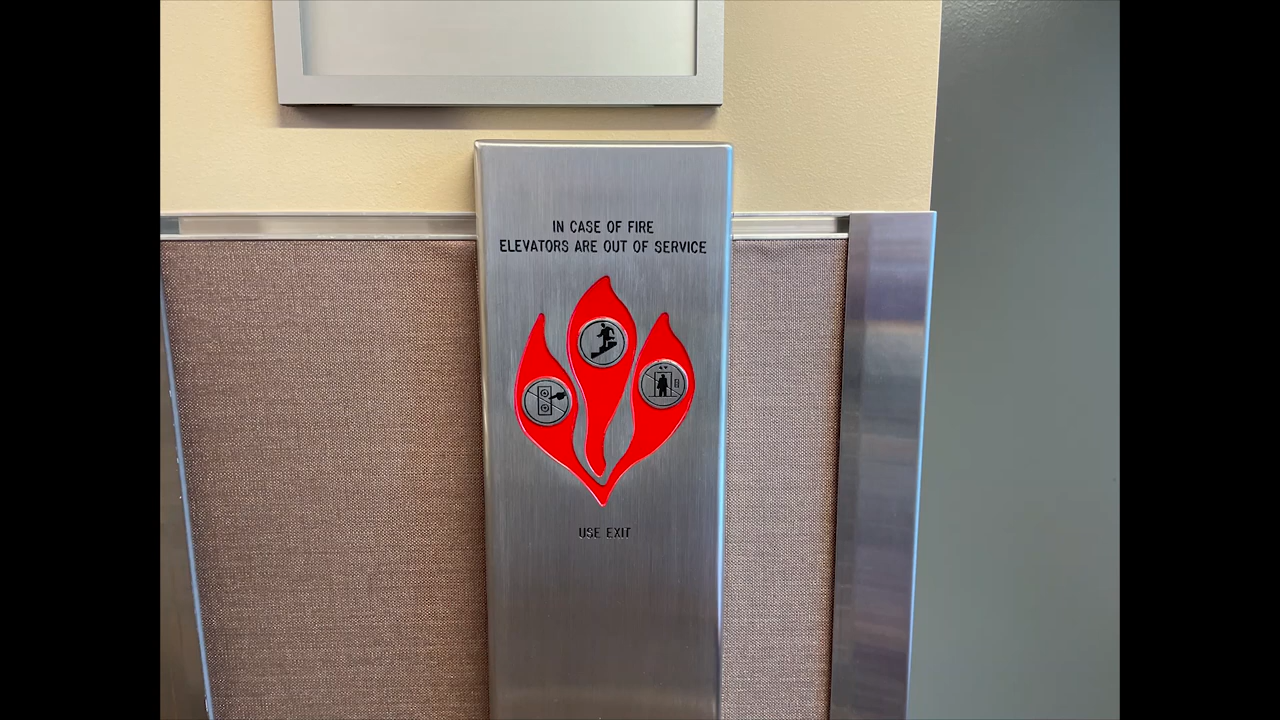 IN CASE OF FIRE
ELEVATORS ARE OUT OF SERVICE
USE EXIT